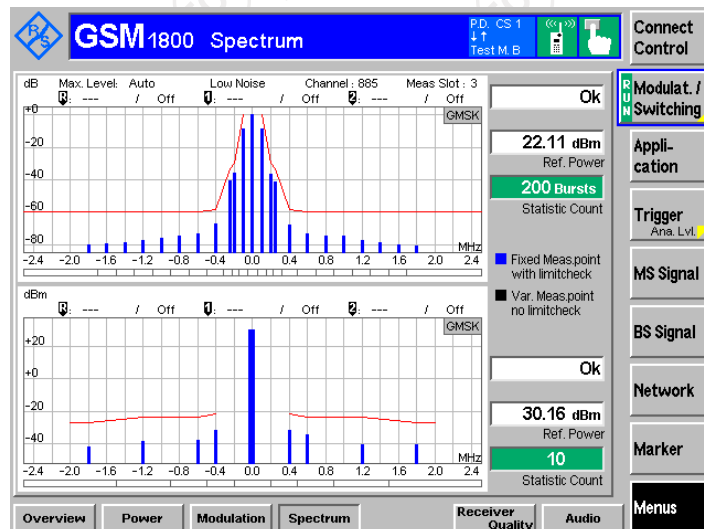 R&S
GSM 1800 Spectrum
P.D. CS 1
Test M. B
Connect Control
dB Max. Level: Auto Low Noise Channel : 885 Meas Slot : 3
R: --- / Off 1: --- / Off 2: --- / Off
GMSK
+0
-20
-40
-60
-80
MHz
-2.4 -2.0 -1.6 -1.2 -0.8 -0.4 0.0 0.4 0.8 1.2 1.6 2.0 2.4
Ok
22.11 dBm
Ref. Power
200 Bursts
Statistic Count
Fixed Meas.point
with limitcheck
Var. Meas.point
no limitcheck
dBm
R: --- / Off 1: --- / Off 2: --- / Off
GMSK
+20
+0
-20
-40
MHz
-2.4 -2.0 -1.6 -1.2 -0.8 -0.4 0.0 0.4 0.8 1.2 1.6 2.0 2.4
Ok
30.16 dBm
Ref. Power
10
Statistic Count
RUN
Modulat. /
Switching
Appli-
cation
Trigger
Ana. Lvl.
MS Signal
BS Signal
Network
Marker
Menus
Overview Power Modulation Spectrum Receiver Quality Audio